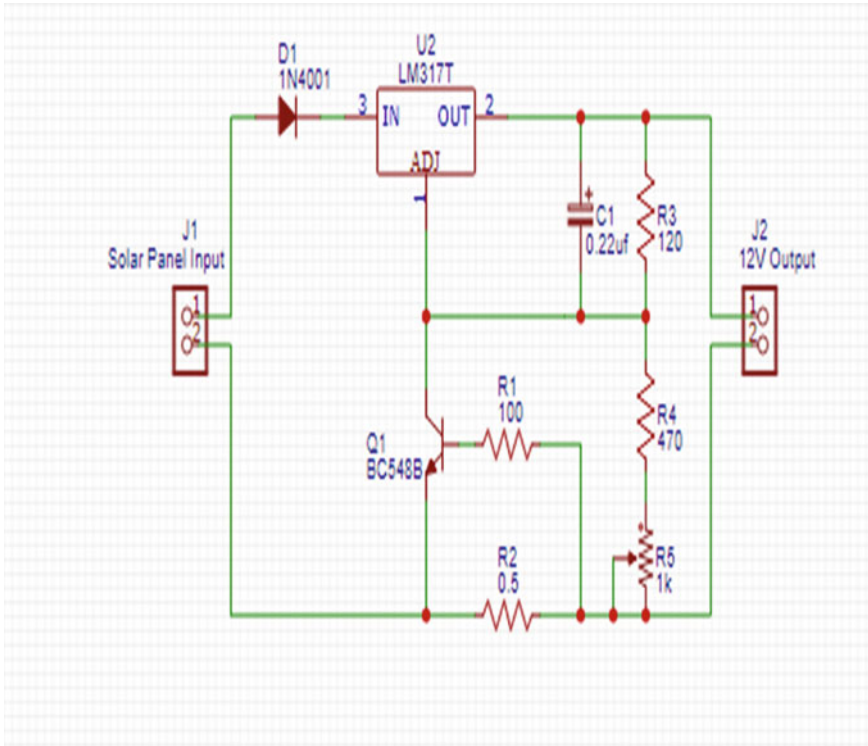 D1
1N4001
U2
LM317T
3
IN
OUT
2
ADJ
1
C1
0.22uf
R3
120
J1
Solar Panel Input
1
2
J2
12V Output
1
2
R1
100
Q1
BC548B
R4
470
R2
0.5
R5
1k